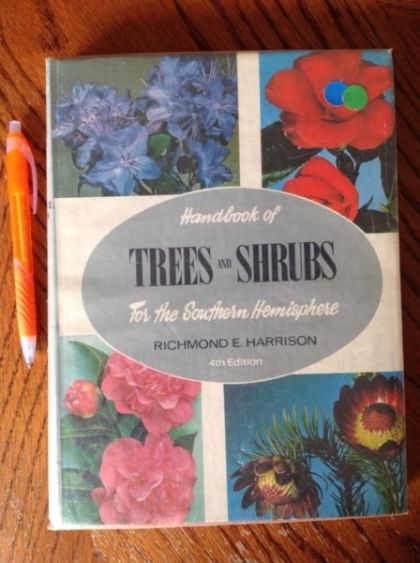 Handbook of
TREES AND SHRUBS
For the Southern Hemisphere
RICHMOND E. HARRISON
4th Edition